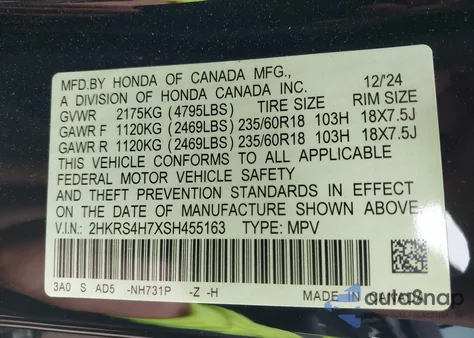 MFD.BY HONDA OF CANADA MFG.,
A DIVISION OF HONDA CANADA INC. 12/24
GVWR 2175KG (4795LBS) TIRE SIZE RIM SIZE
GAWR F 1120KG (2469LBS) 235/60R18 103H 18X7.5J
GAWR R 1120KG (2469LBS) 235/60R18 103H 18X7.5J
THIS VEHICLE CONFORMS TO ALL APPLICABLE
FEDERAL MOTOR VEHICLE SAFETY
AND THEFT PREVENTION STANDARDS IN EFFECT
ON THE DATE OF MANUFACTURE SHOWN ABOVE.
V.I.N.: 2HKRS4H7XSH455163 TYPE: MPV
3A0 S AD5 -NH731P -Z -H MADE IN CANADA
autoSnap